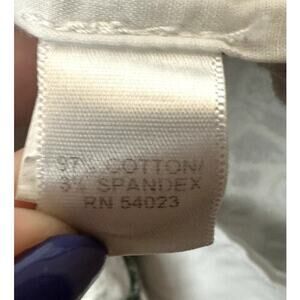 97% COTTON/
3% SPANDEX
RN 54023